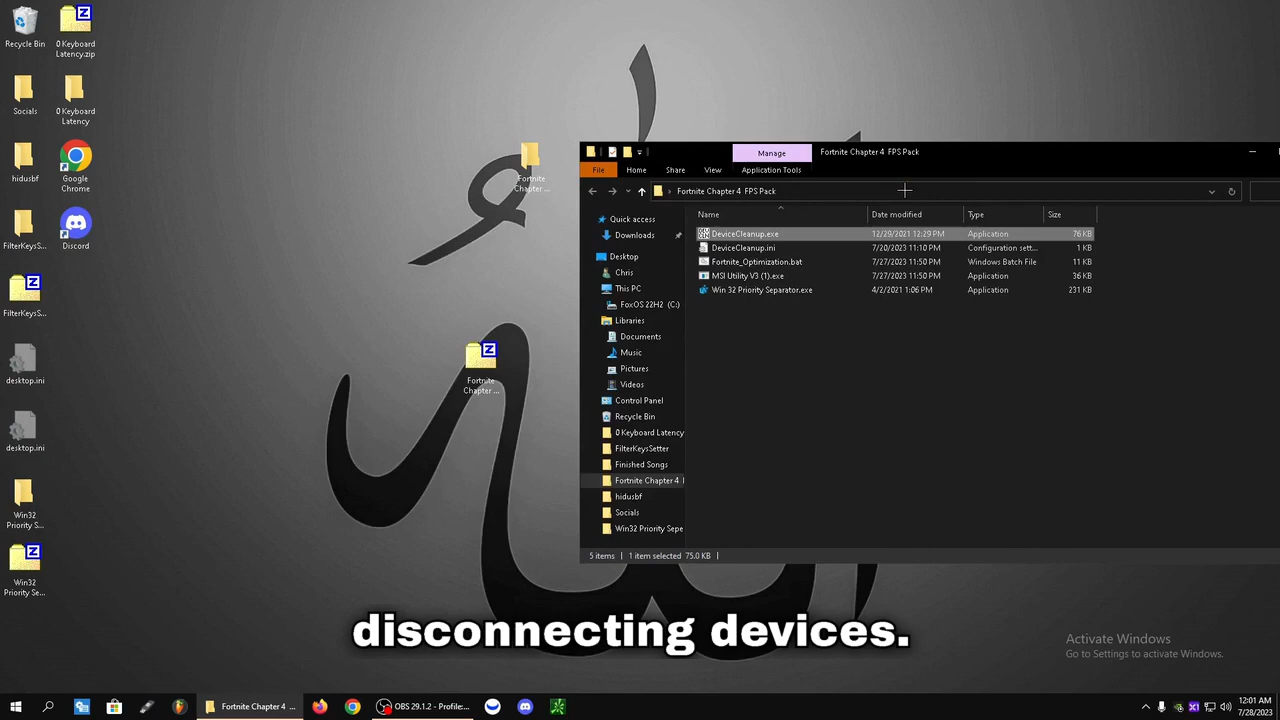 Recycle Bin
0 Keyboard
Latency.zip
Socials
0 Keyboard
Latency
hidusbf
Google
Chrome
FilterKeysS...
Discord
FilterKeysS...
desktop.ini
desktop.ini
Win32
Priority S...
Win32
Priority Se...
Fortnite
Chapter ...
Fortnite
Chapter ...
Manage
Fortnite Chapter 4 FPS Pack
File
Home
Share
View
Application Tools
Fortnite Chapter 4 FPS Pack
Quick access
Downloads
Desktop
Chris
This PC
FoxOS 22H2 (C:)
Libraries
Documents
Music
Pictures
Videos
Control Panel
Recycle Bin
0 Keyboard Latency
FilterKeysSetter
Finished Songs
Fortnite Chapter 4
hidusbf
Socials
Win32 Priority Sepe
Name Date modified Type Size
DeviceCleanup.exe 12/29/2021 12:29 PM Application 76 KB
DeviceCleanup.ini 7/20/2023 11:10 PM Configuration sett... 1 KB
Fortnite_Optimization.bat 7/27/2023 11:50 PM Windows Batch File 11 KB
MSI Utility V3 (1).exe 7/27/2023 11:50 PM Application 36 KB
Win 32 Priority Separator.exe 4/2/2021 1:06 PM Application 231 KB
5 items 1 item selected 75.0 KB
الله
disconnecting devices.
Activate Windows
Go to Settings to activate Windows.
Fortnite Chapter 4 ...
OBS 29.1.2 - Profile:...
12:01 AM
7/28/2023